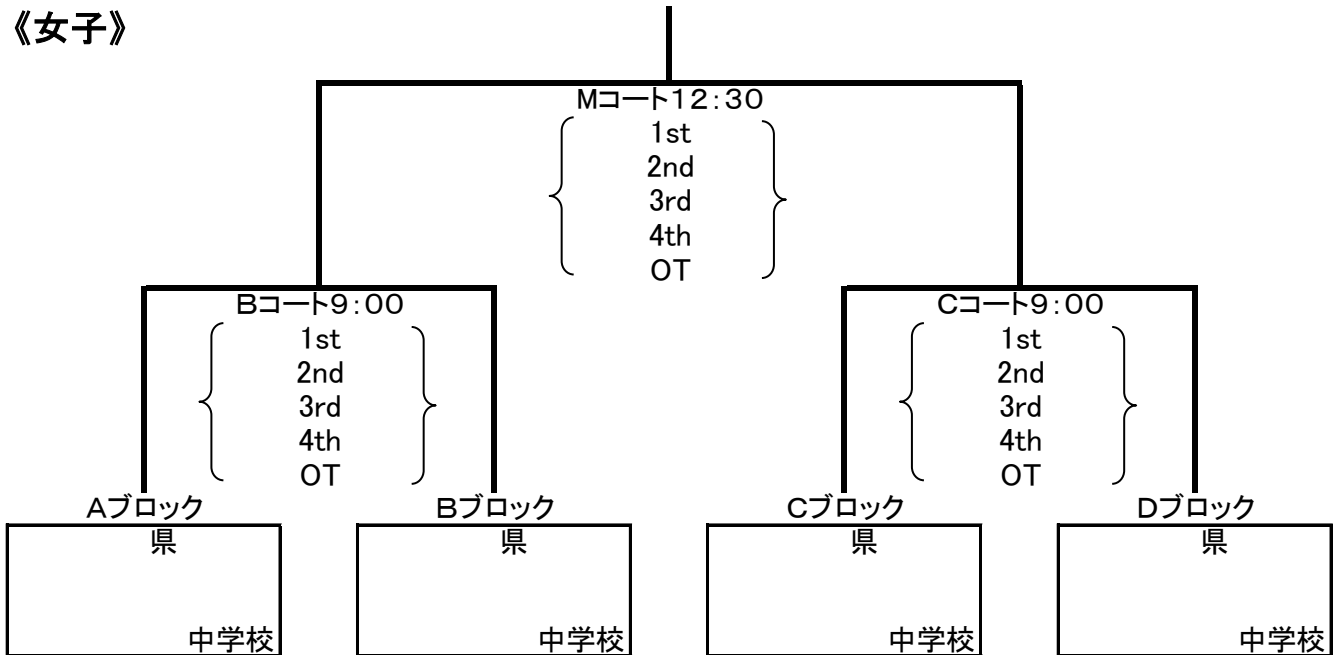 《女子》
Mコート12:30
1st
2nd
3rd
4th
OT
Bコート9:00
1st
2nd
3rd
4th
OT
Cコート9:00
1st
2nd
3rd
4th
OT
Aブロック
県
中学校
Bブロック
県
中学校
Cブロック
県
中学校
Dブロック
県
中学校